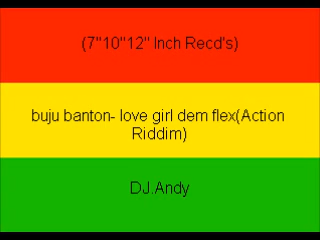 (7"10"12" Inch Recd's)
buju banton- love girl dem flex(Action
Riddim)
DJ.Andy